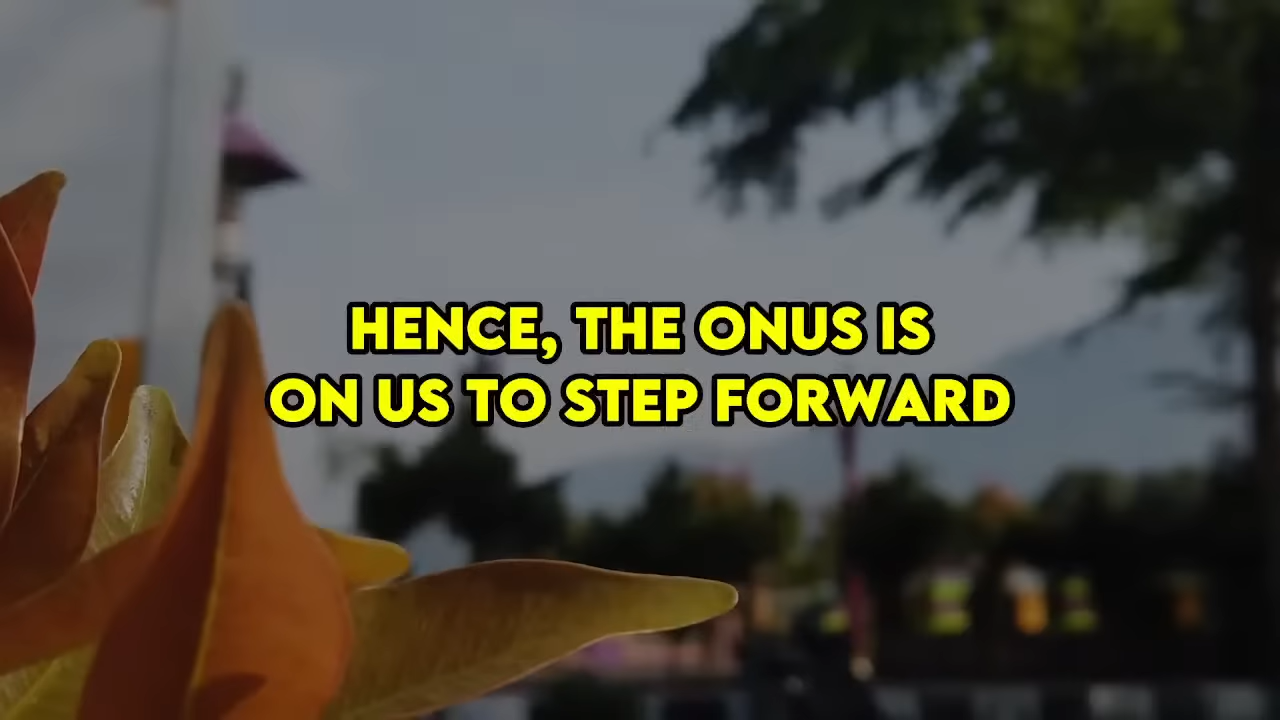 HENCE, THE ONUS IS
ON US TO STEP FORWARD